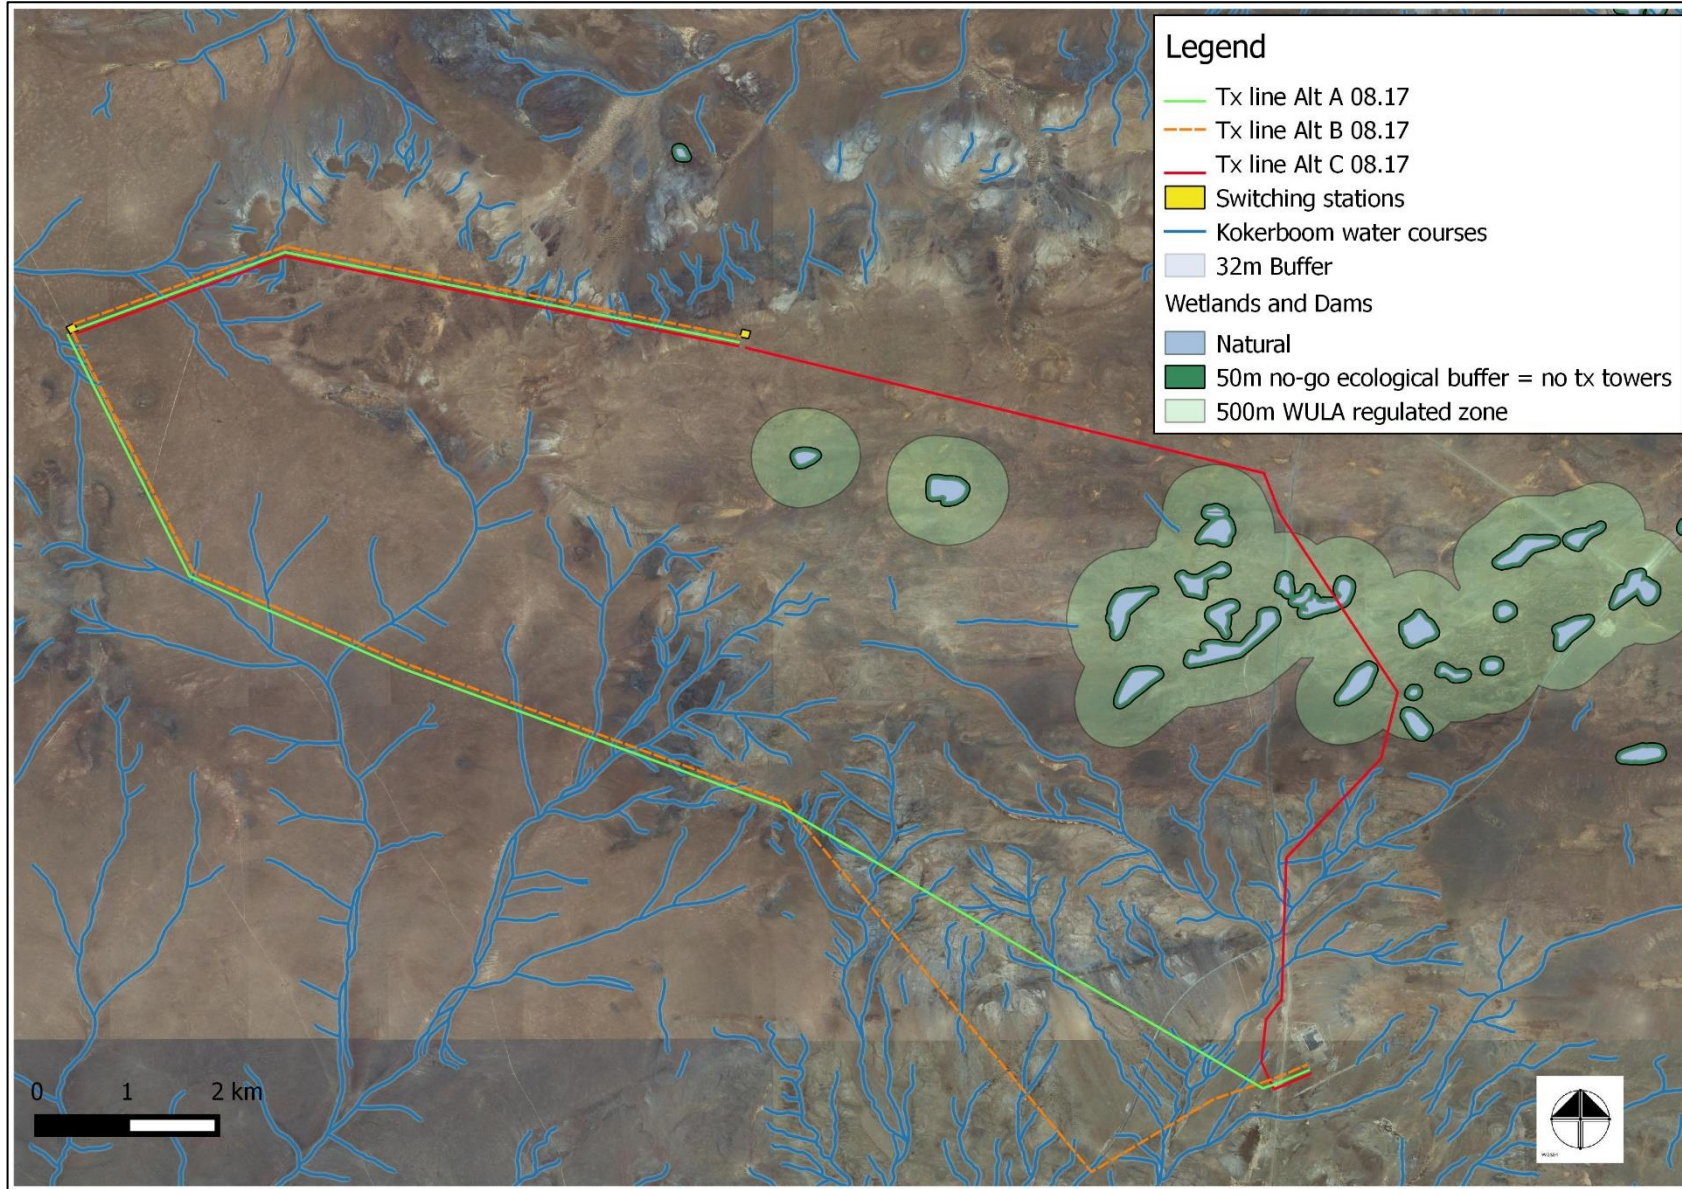 Legend
Tx line Alt A 08.17
Tx line Alt B 08.17
Tx line Alt C 08.17
Switching stations
Kokerboom water courses
32m Buffer
Wetlands and Dams
Natural
50m no-go ecological buffer = no tx towers
500m WULA regulated zone
0 1 2 km